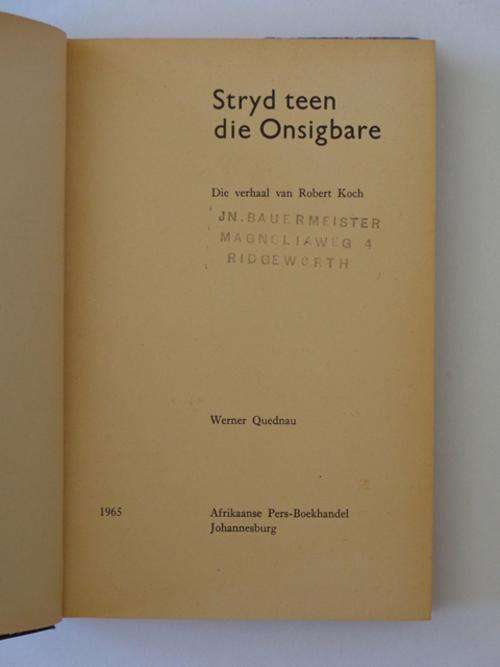 Stryd teen
die Onsigbare
Die verhaal van Robert Koch
JN. BAUERMEISTER
MAGNOLIAWEG 4
RIDGEWORTH
Werner Quednau
1965
Afrikaanse Pers-Boekhandel
Johannesburg